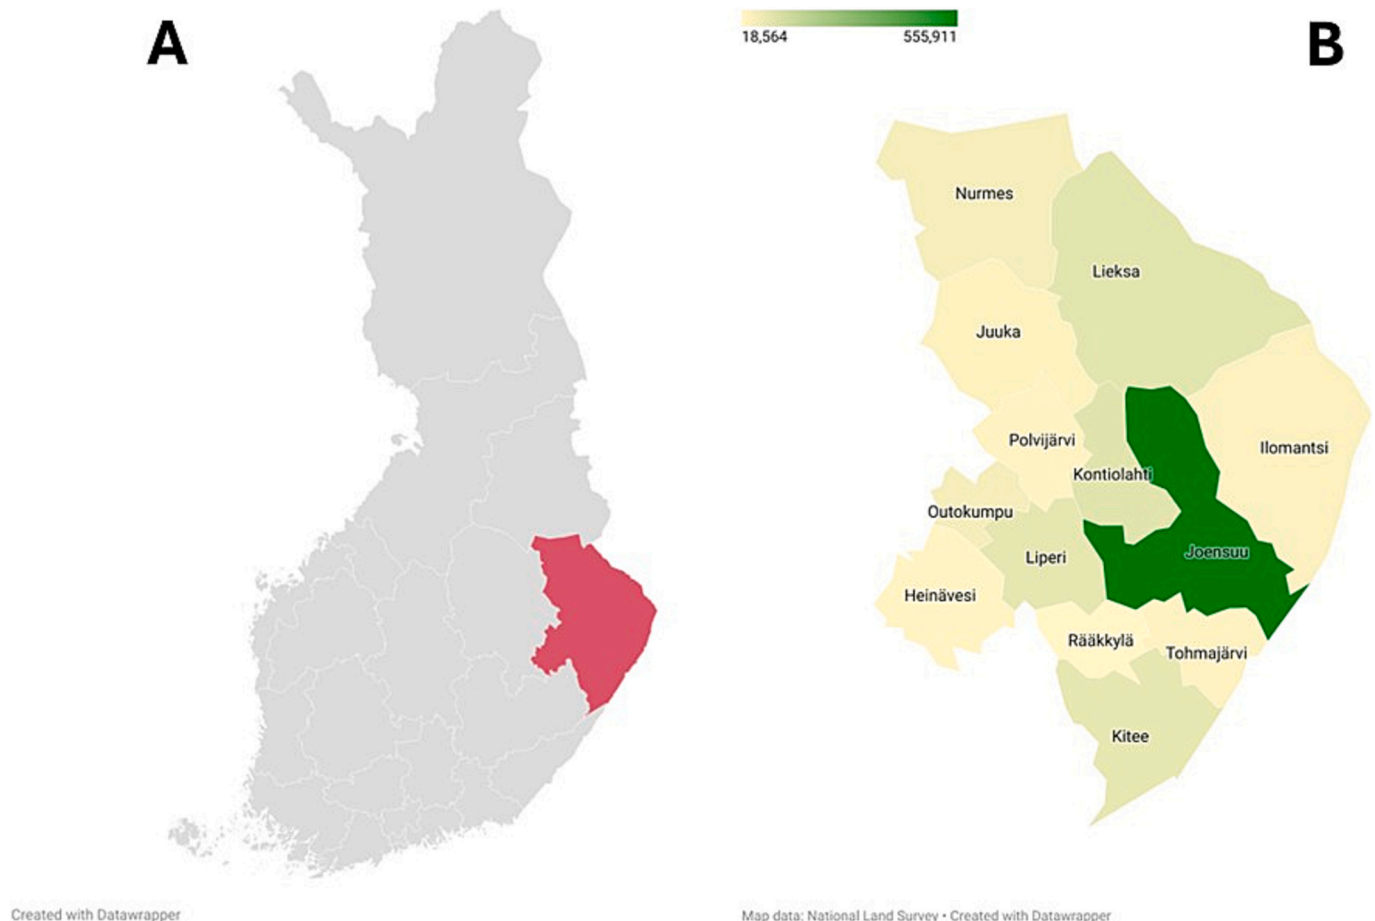 A
18,564 555,911
B
Nurmes
Lieksa
Juuka
Polvijärvi
Ilomantsi
Kontiolahti
Outokumpu
Joensuu
Liperi
Heinävesi
Rääkkylä
Tohmajärvi
Kitee
Created with Datawrapper
Map data: National Land Survey • Created with Datawrapper